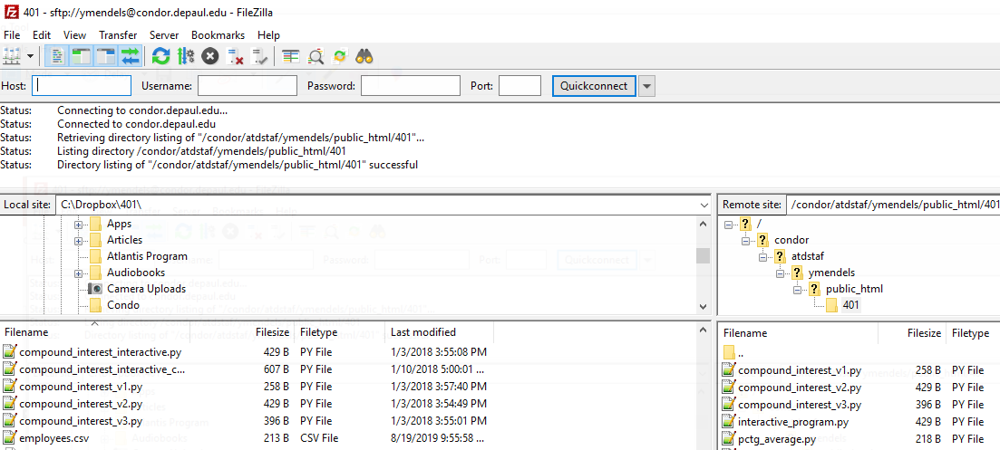 401 - sftp://ymendels@condor.depaul.edu - FileZilla
File Edit View Transfer Server Bookmarks Help
Host: Username: Password: Port: Quickconnect
Status: Connecting to condor.depaul.edu...
Status: Connected to condor.depaul.edu
Status: Retrieving directory listing of "/condor/atdstaf/ymendels/public_html/401"...
Status: Listing directory /condor/atdstaf/ymendels/public_html/401
Status: Directory listing of "/condor/atdstaf/ymendels/public_html/401" successful
Local site: C:\Dropbox\401\
Apps
Articles
Atlantis Program
Audiobooks
Camera Uploads
Condo
Filename Filesize Filetype Last modified
compound_interest_interactive.py 429 B PY File 1/3/2018 3:55:08 PM
compound_interest_interactive_c... 607 B PY File 1/10/2018 5:00:01 ...
compound_interest_v1.py 258 B PY File 1/3/2018 3:57:40 PM
compound_interest_v2.py 429 B PY File 1/3/2018 3:54:49 PM
compound_interest_v3.py 396 B PY File 1/3/2018 3:55:01 PM
employees.csv 213 B CSV File 8/19/2019 9:55:58 ...
Remote site: /condor/atdstaf/ymendels/public_html/401
/
condor
atdstaf
ymendels
public_html
401
Filename Filesize Filetype
..
compound_interest_v1.py 258 B PY File
compound_interest_v2.py 429 B PY File
compound_interest_v3.py 396 B PY File
interactive_program.py 429 B PY File
pctg_average.py 218 B PY File